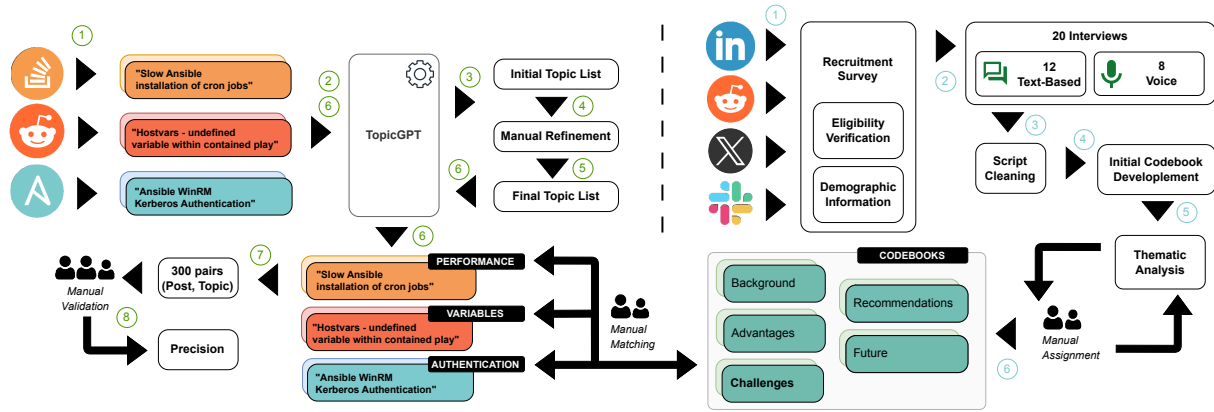 1
"Slow Ansible
installation of cron jobs"
"Hostvars - undefined
variable within contained play"
"Ansible WinRM
Kerberos Authentication"
2
6
TopicGPT
3
Initial Topic List
4
Manual Refinement
5
Final Topic List
6
6
PERFORMANCE
"Slow Ansible
installation of cron jobs"
VARIABLES
"Hostvars - undefined
variable within contained play"
AUTHENTICATION
"Ansible WinRM
Kerberos Authentication"
7
300 pairs
(Post, Topic)
Manual
Validation
8
Precision
Manual
Matching
1
in
Recruitment
Survey
Eligibility
Verification
Demographic
Information
2
20 Interviews
12
Text-Based
8
Voice
3
Script
Cleaning
4
Initial Codebook
Developlement
5
Thematic
Analysis
Manual
Assignment
6
CODEBOOKS
Background
Advantages
Challenges
Recommendations
Future